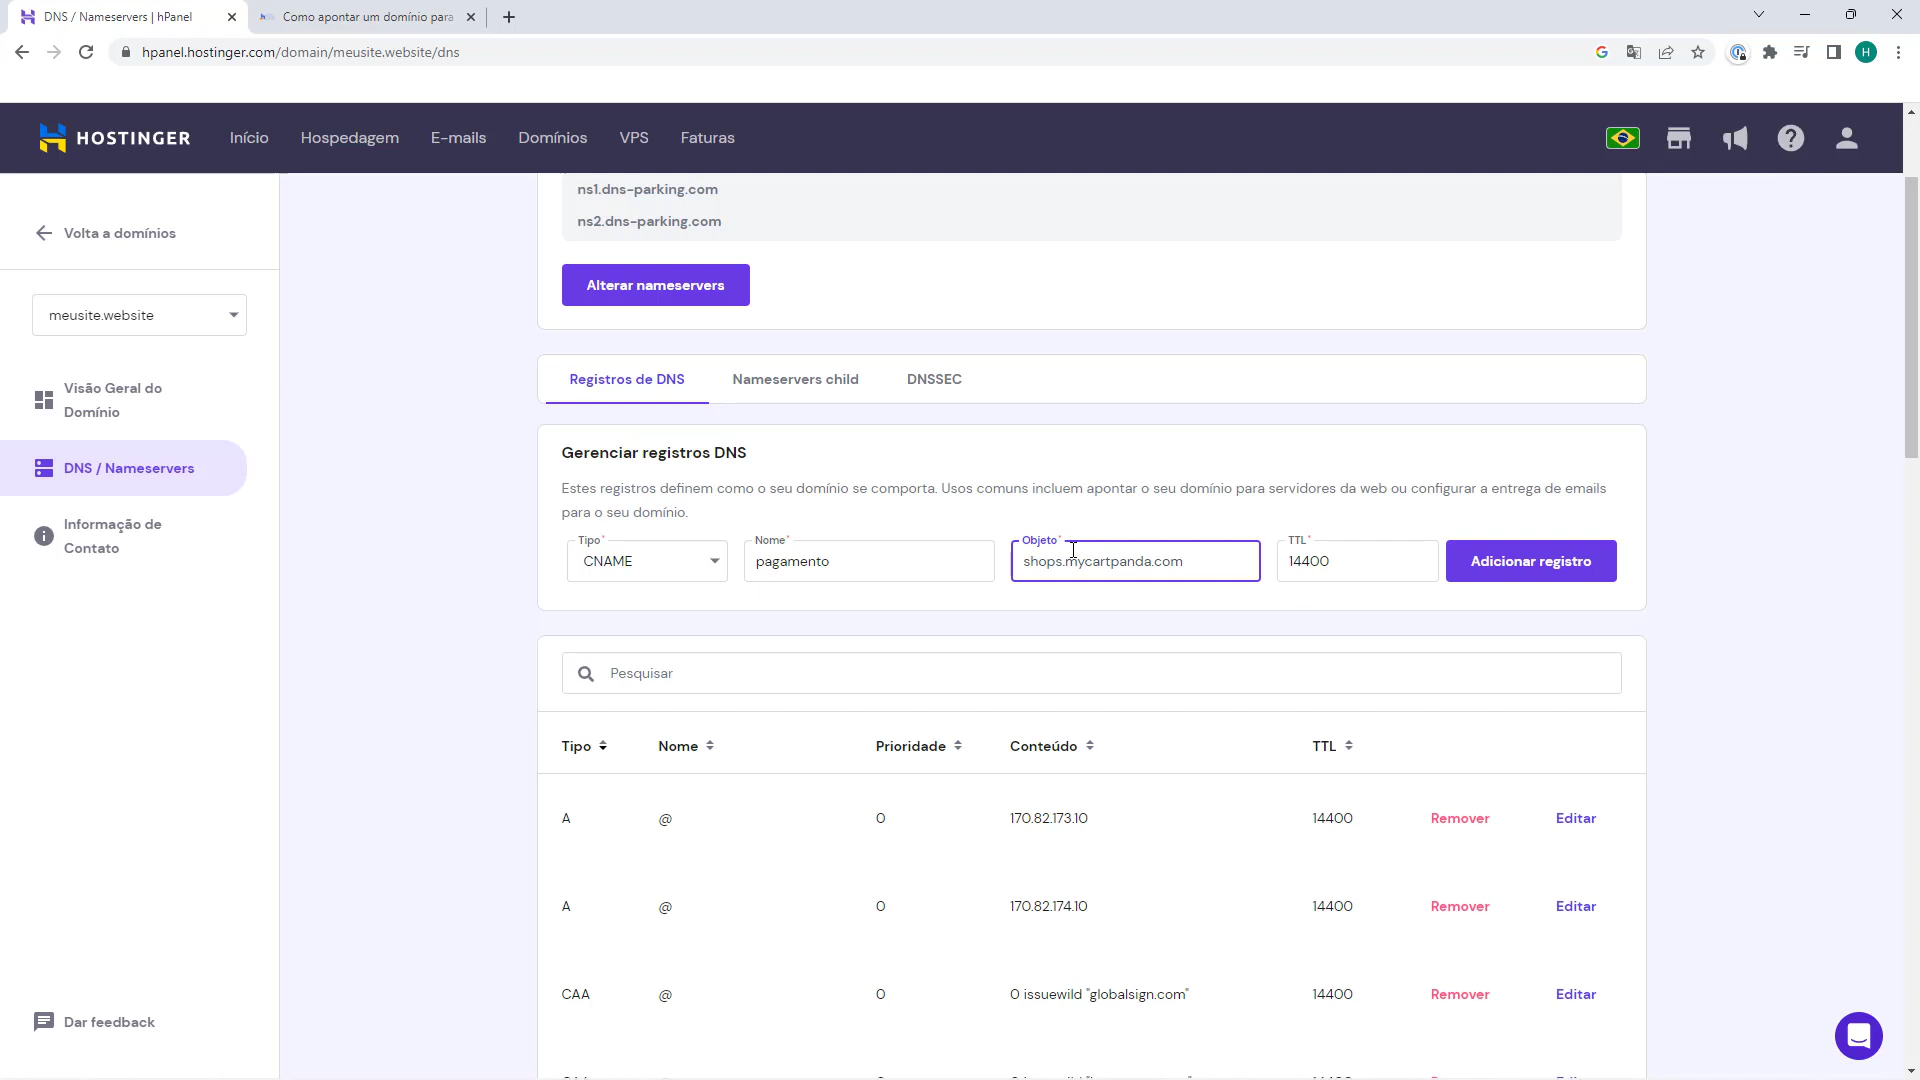 DNS / Nameservers | hPanel
Como apontar um domínio para
hpanel.hostinger.com/domain/meusite.website/dns
H
HOSTINGER
Início
Hospedagem
E-mails
Domínios
VPS
Faturas
ns1.dns-parking.com
ns2.dns-parking.com
Volta a domínios
Alterar nameservers
meusite.website
Registros de DNS
Nameservers child
DNSSEC
Visão Geral do
Domínio
DNS / Nameservers
Informação de
Contato
Gerenciar registros DNS
Estes registros definem como o seu domínio se comporta. Usos comuns incluem apontar o seu domínio para servidores da web ou configurar a entrega de emails
para o seu domínio.
Tipo*
Nome*
Objeto*
TTL*
CNAME
pagamento
shops.mycartpanda.com
14400
Adicionar registro
Pesquisar
Tipo
Nome
Prioridade
Conteúdo
TTL
A
@
0
170.82.173.10
14400
Remover
Editar
A
@
0
170.82.174.10
14400
Remover
Editar
CAA
@
0
0 issuewild "globalsign.com"
14400
Remover
Editar
Dar feedback